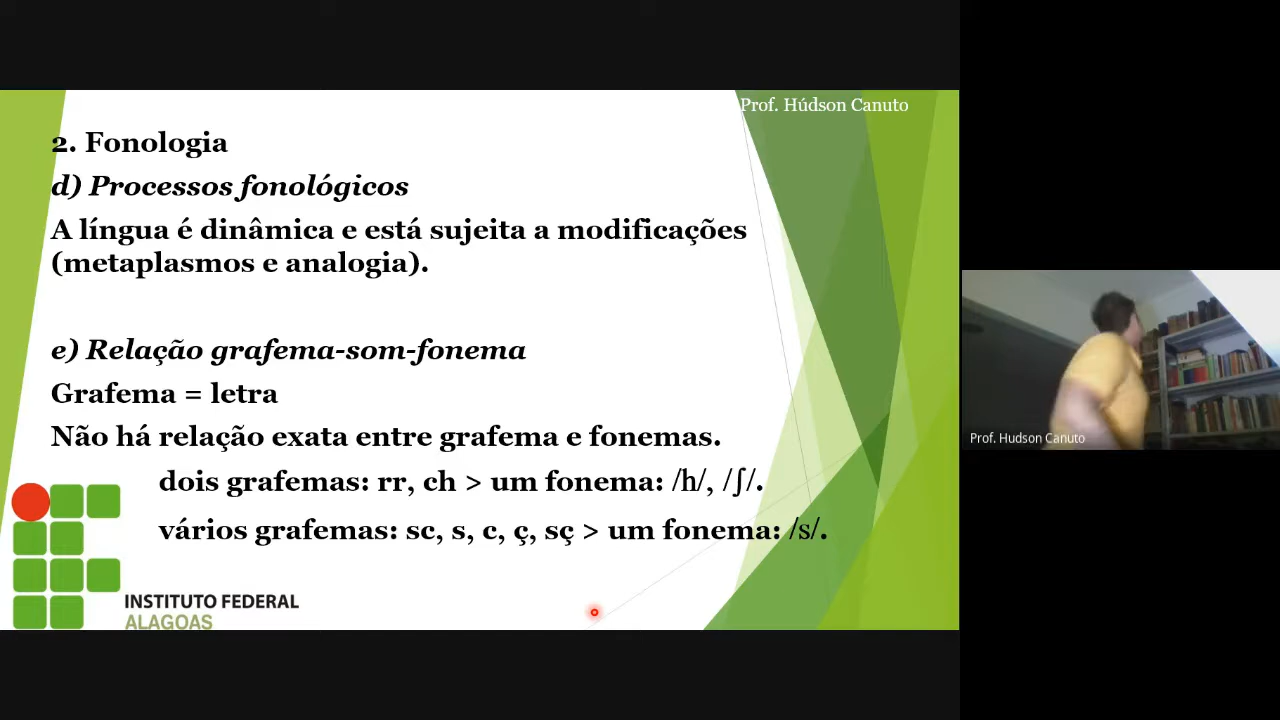 Prof. Húdson Canuto
2. Fonologia
d) Processos fonológicos
A língua é dinâmica e está sujeita a modificações
(metaplasmos e analogia).
e) Relação grafema-som-fonema
Grafema = letra
Não há relação exata entre grafema e fonemas.
dois grafemas: rr, ch > um fonema: /h/, /ʃ/.
vários grafemas: sc, s, c, ç, sç > um fonema: /s/.
INSTITUTO FEDERAL
ALAGOAS
Prof. Hudson Canuto